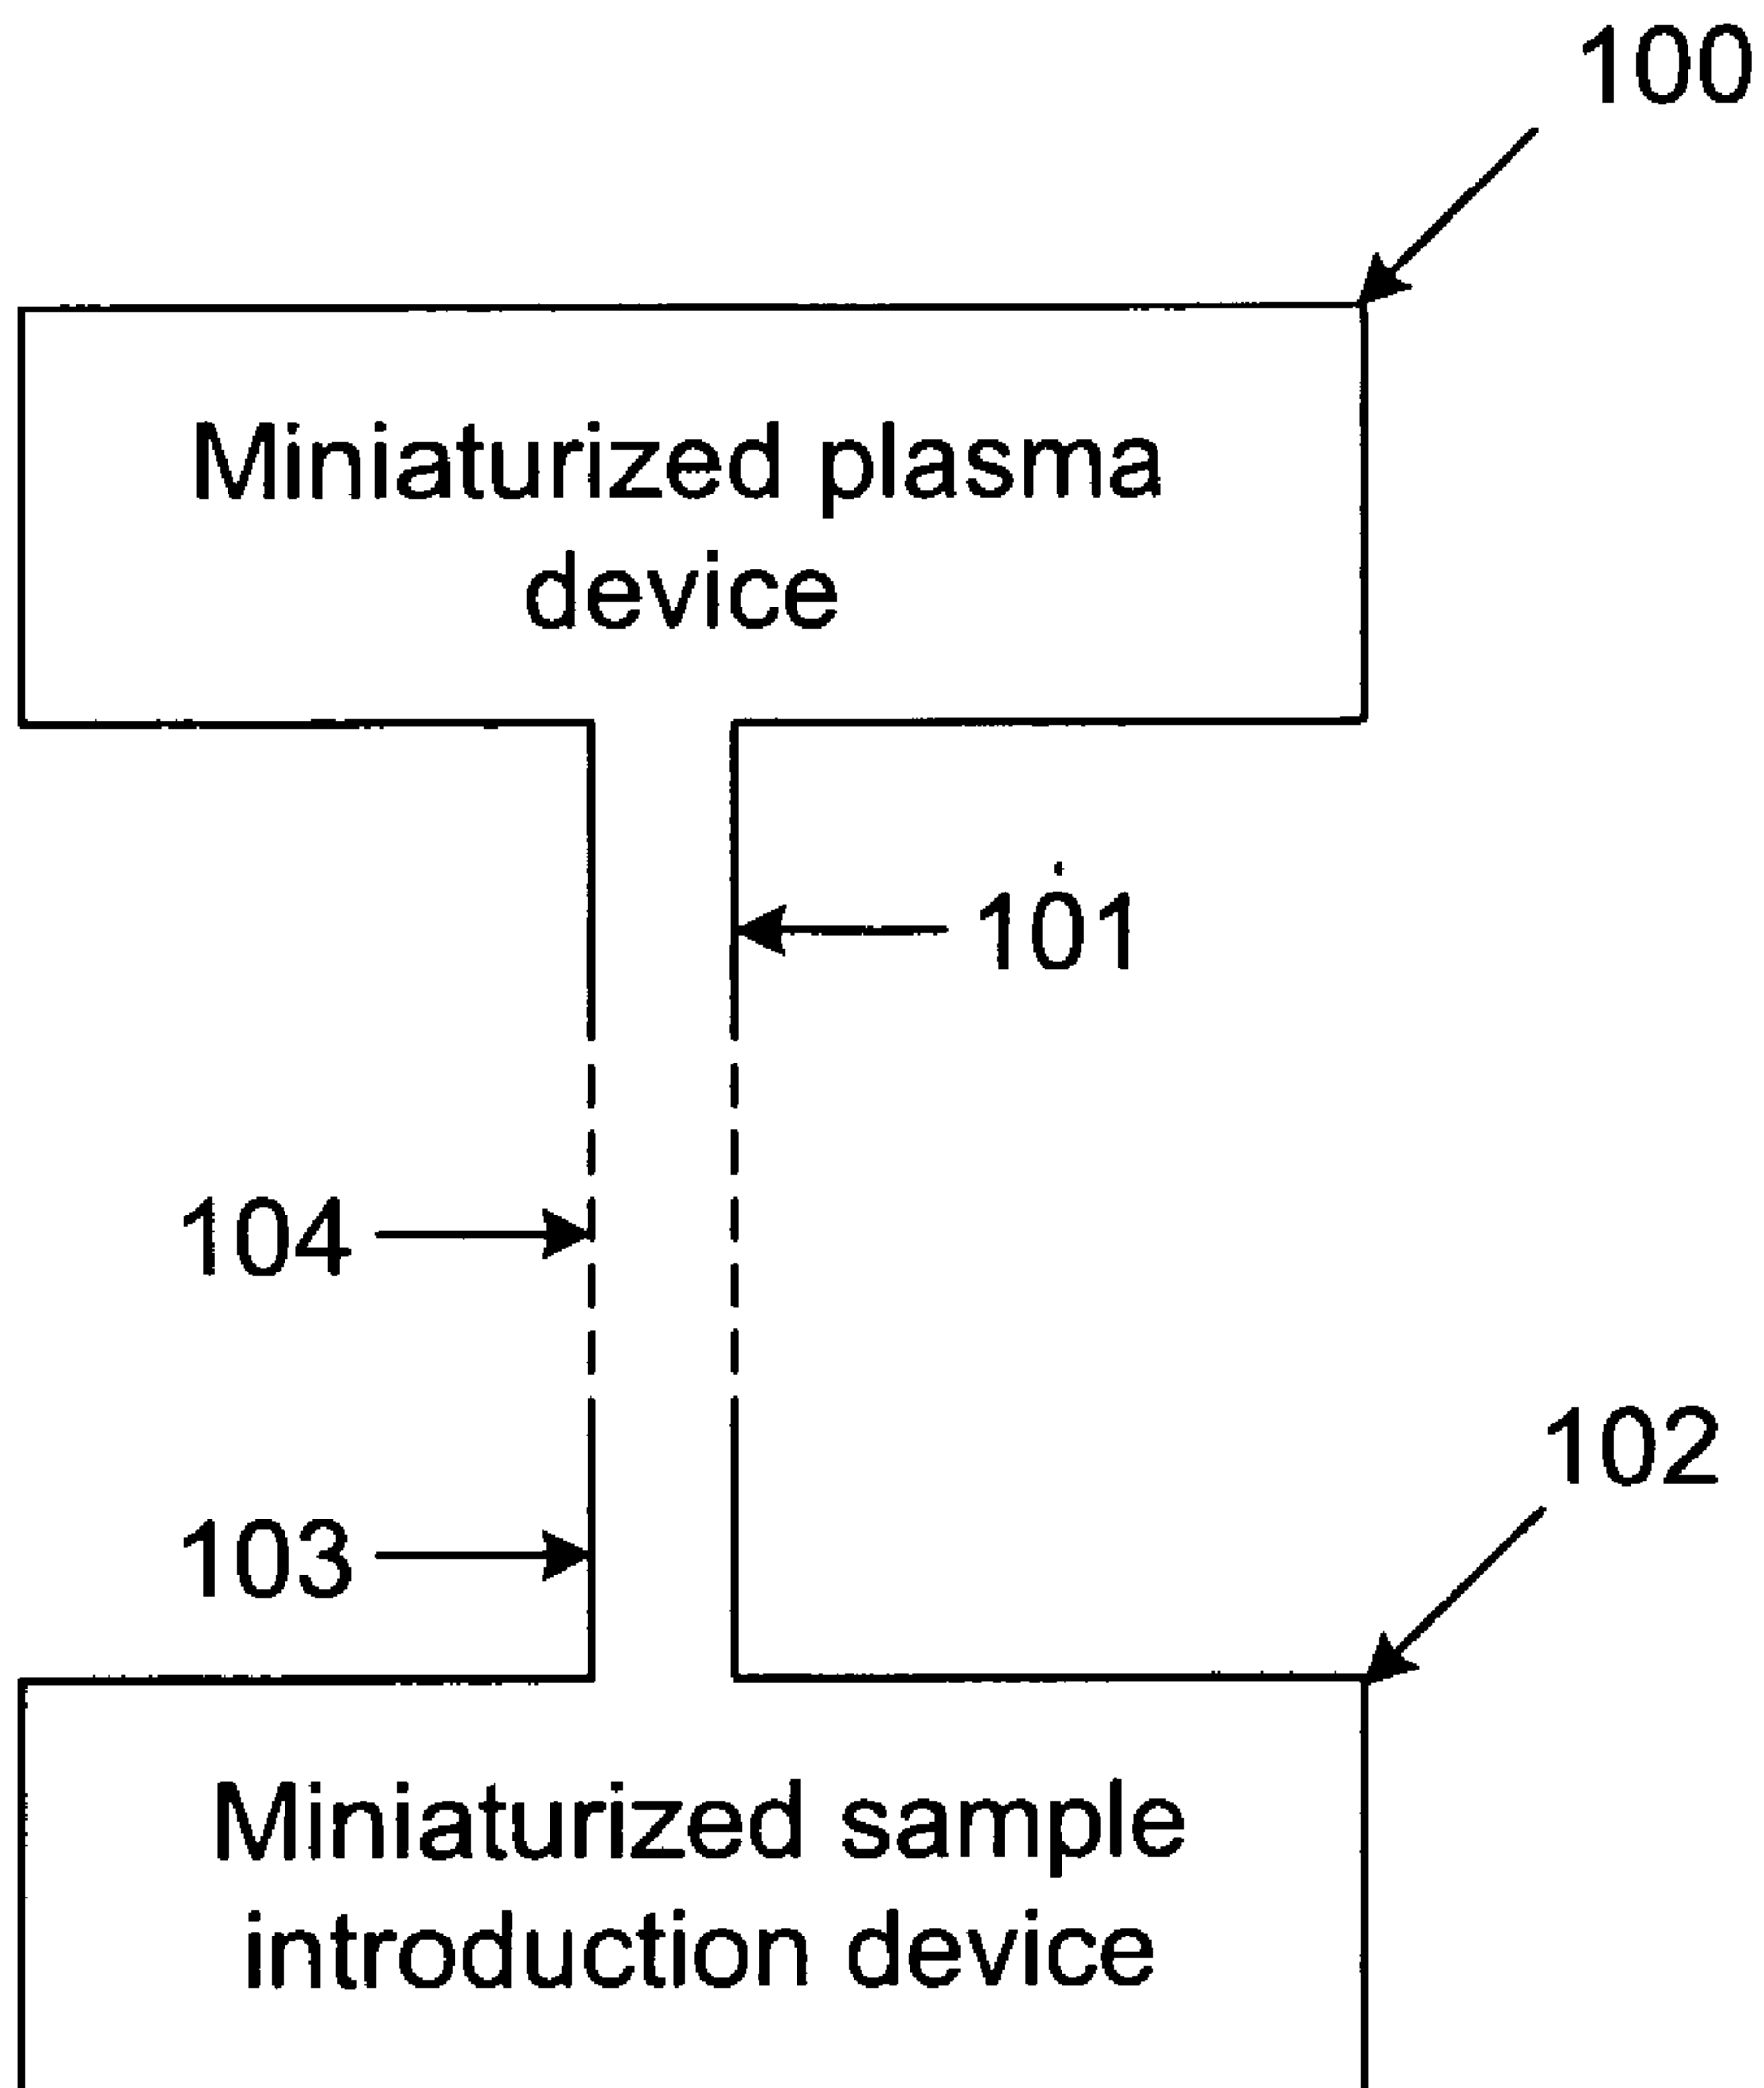 100
Miniaturized plasma
device
101
104
102
103
Miniaturized sample
introduction device